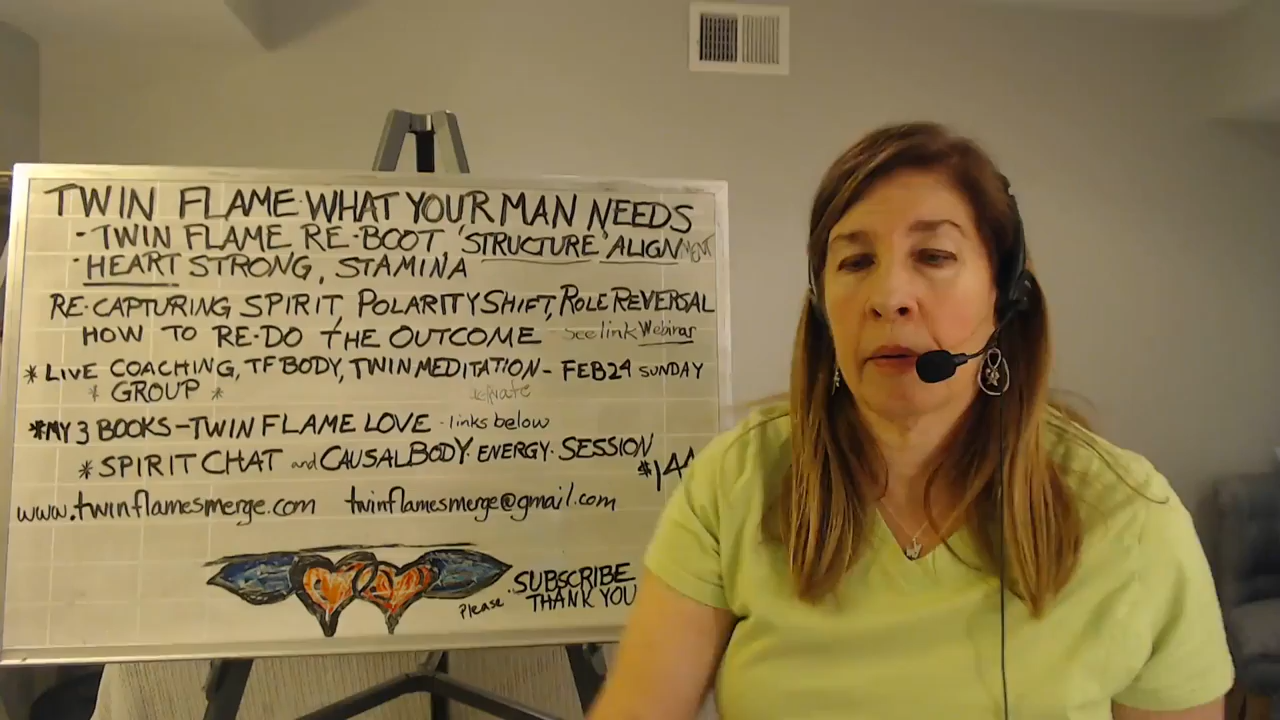 TWIN FLAME WHAT YOUR MAN NEEDS
- TWIN FLAME RE-BOOT, 'STRUCTURE' ALIGNMENT
- HEART STRONG, STAMINA
RE-CAPTURING SPIRIT, POLARITY SHIFT, ROLE REVERSAL
HOW TO RE-DO THE OUTCOME see link Webinar
* LIVE COACHING, TF BODY, TWIN MEDITATION - FEB 24 SUNDAY
* GROUP *
*MY 3 BOOKS - TWIN FLAME LOVE - links below
* SPIRIT CHAT and CAUSAL BODY ENERGY SESSION
www.twinflamesmerge.com twinflamesmerge@gmail.com
Please SUBSCRIBE
THANK YOU